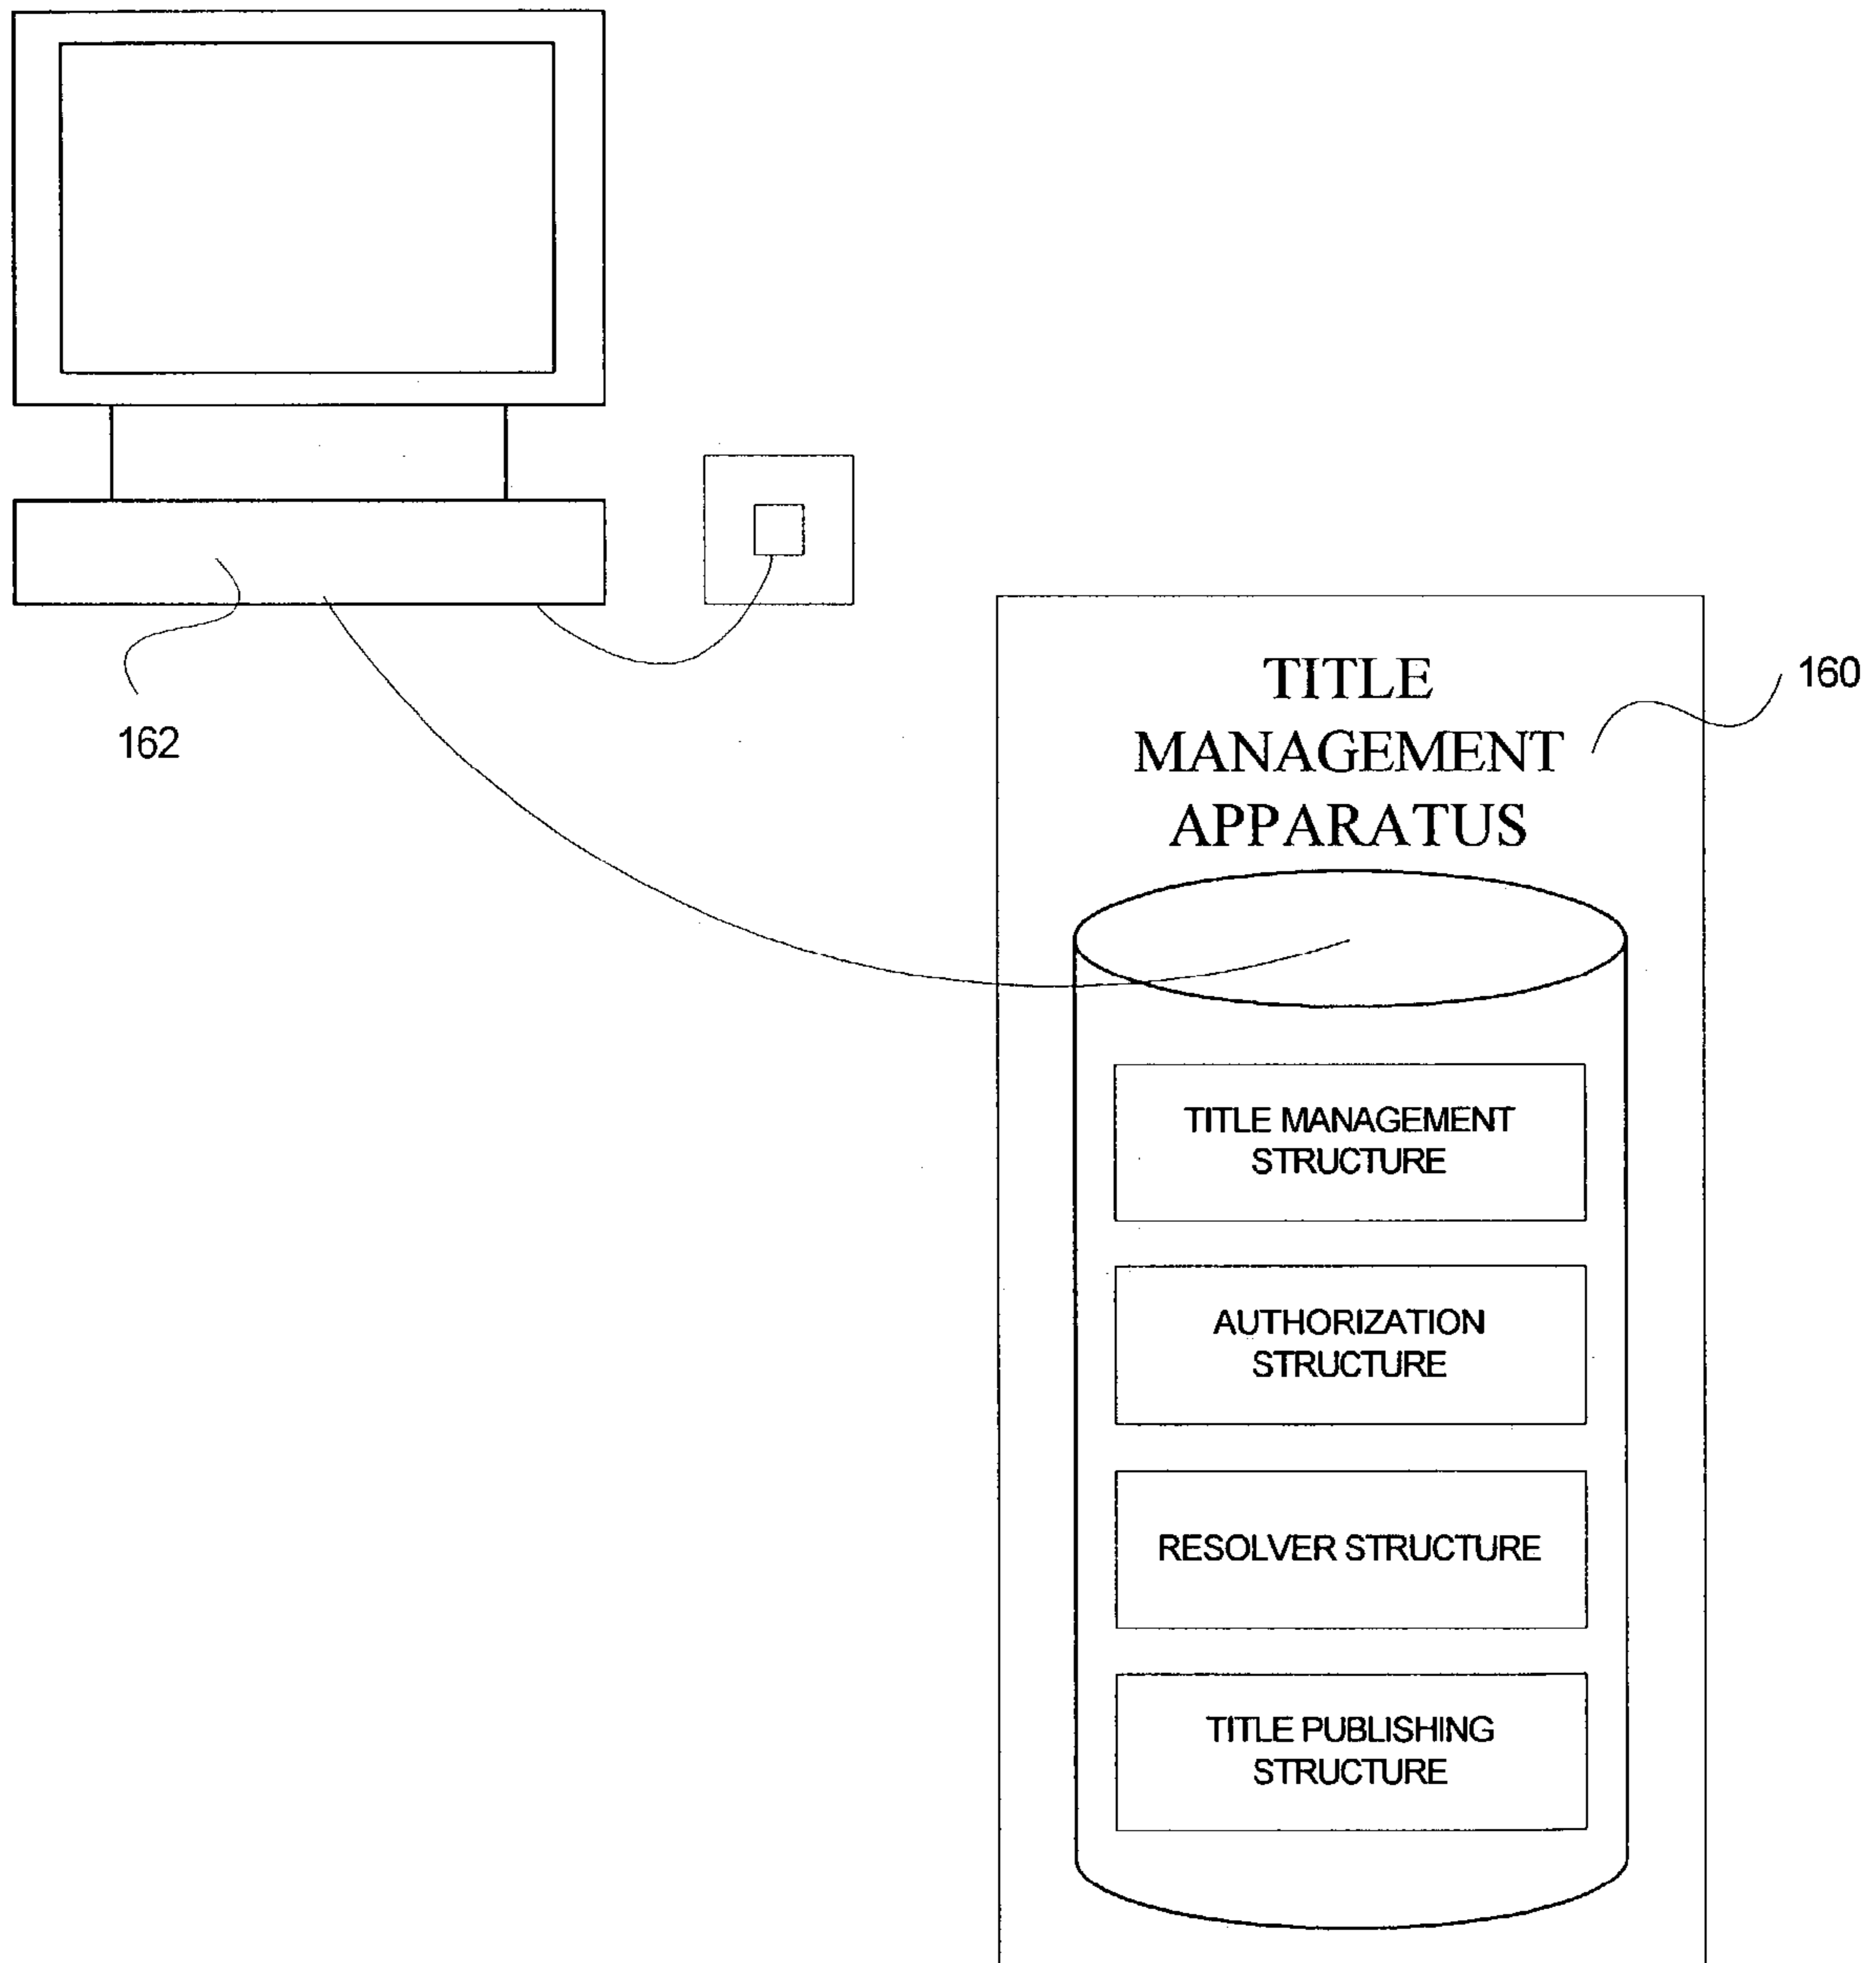 TITLE
MANAGEMENT
APPARATUS
160
162
TITLE MANAGEMENT
STRUCTURE
AUTHORIZATION
STRUCTURE
RESOLVER STRUCTURE
TITLE PUBLISHING
STRUCTURE